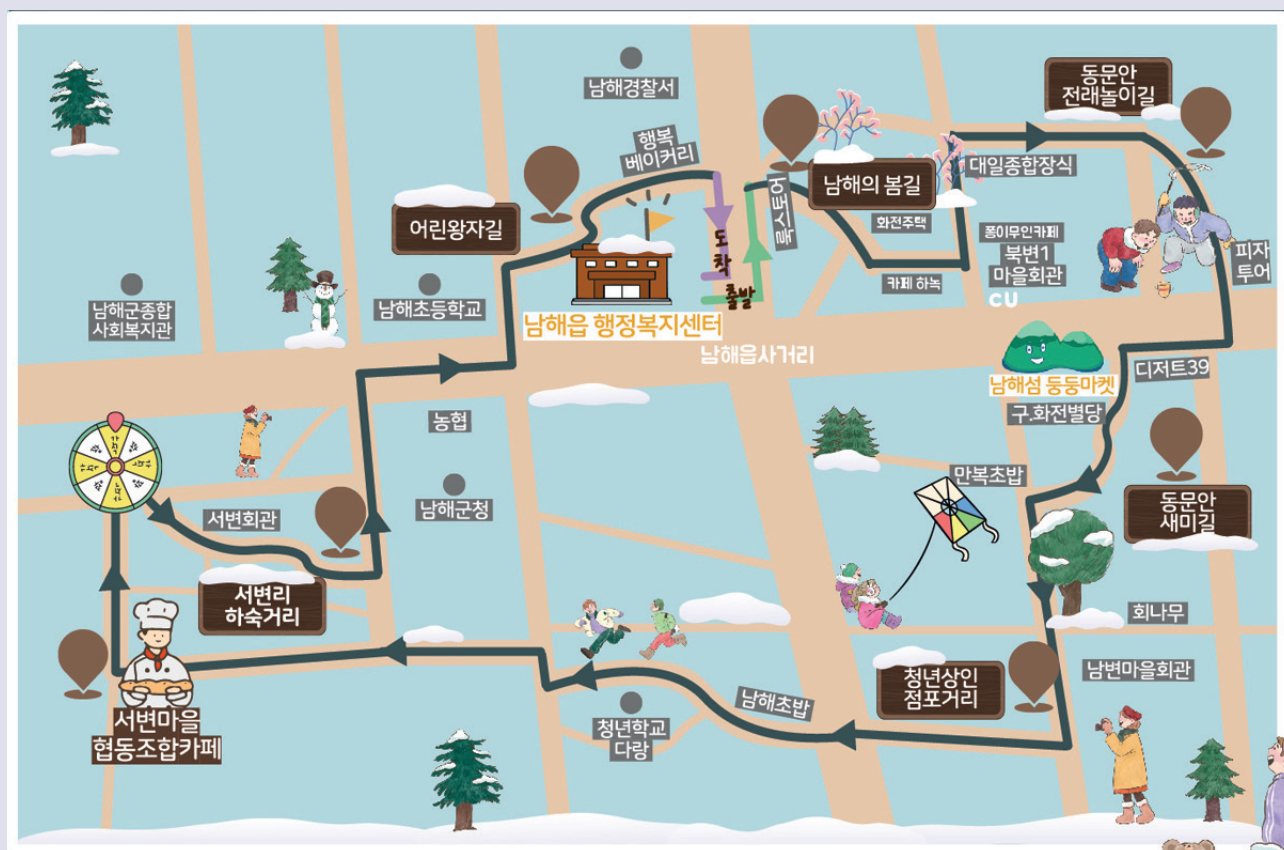 남해경찰서
동문안
전래놀이길
행복
베이커리
룩스토어
남해의 봄길
대일종합장식
어린왕자길
화전주택
도착
출발
카페 하녹
퐁이무인카페
북변1
마을회관
CU
피자
투어
남해군종합
사회복지관
남해초등학교
남해읍 행정복지센터
남해읍사거리
남해섬 둥둥마켓
구.화전별당
디저트39
농협
만복초밥
남해군청
서변회관
동문안
새미길
서변리
하숙거리
회나무
청년상인
점포거리
남변마을회관
남해초밥
청년학교
다랑
서변마을
협동조합카페